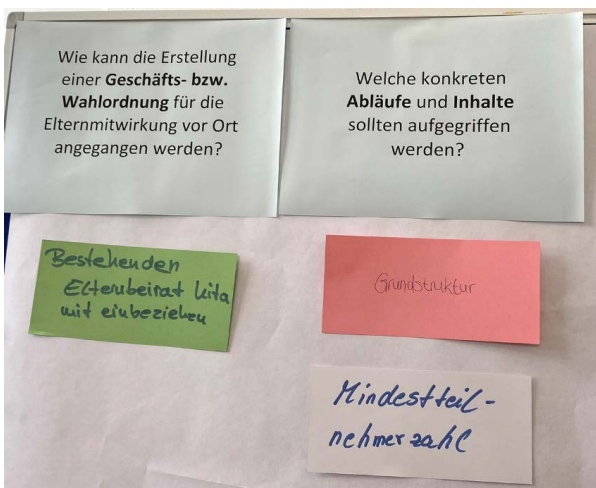 Wie kann die Erstellung
einer Geschäfts- bzw.
Wahlordnung für die
Elternmitwirkung vor Ort
angegangen werden?
Welche konkreten
Abläufe und Inhalte
sollten aufgegriffen
werden?
Bestehenden
Elternbeirat Kita
mit einbeziehen
Grundstruktur
Mindestteil-
nehmerzahl